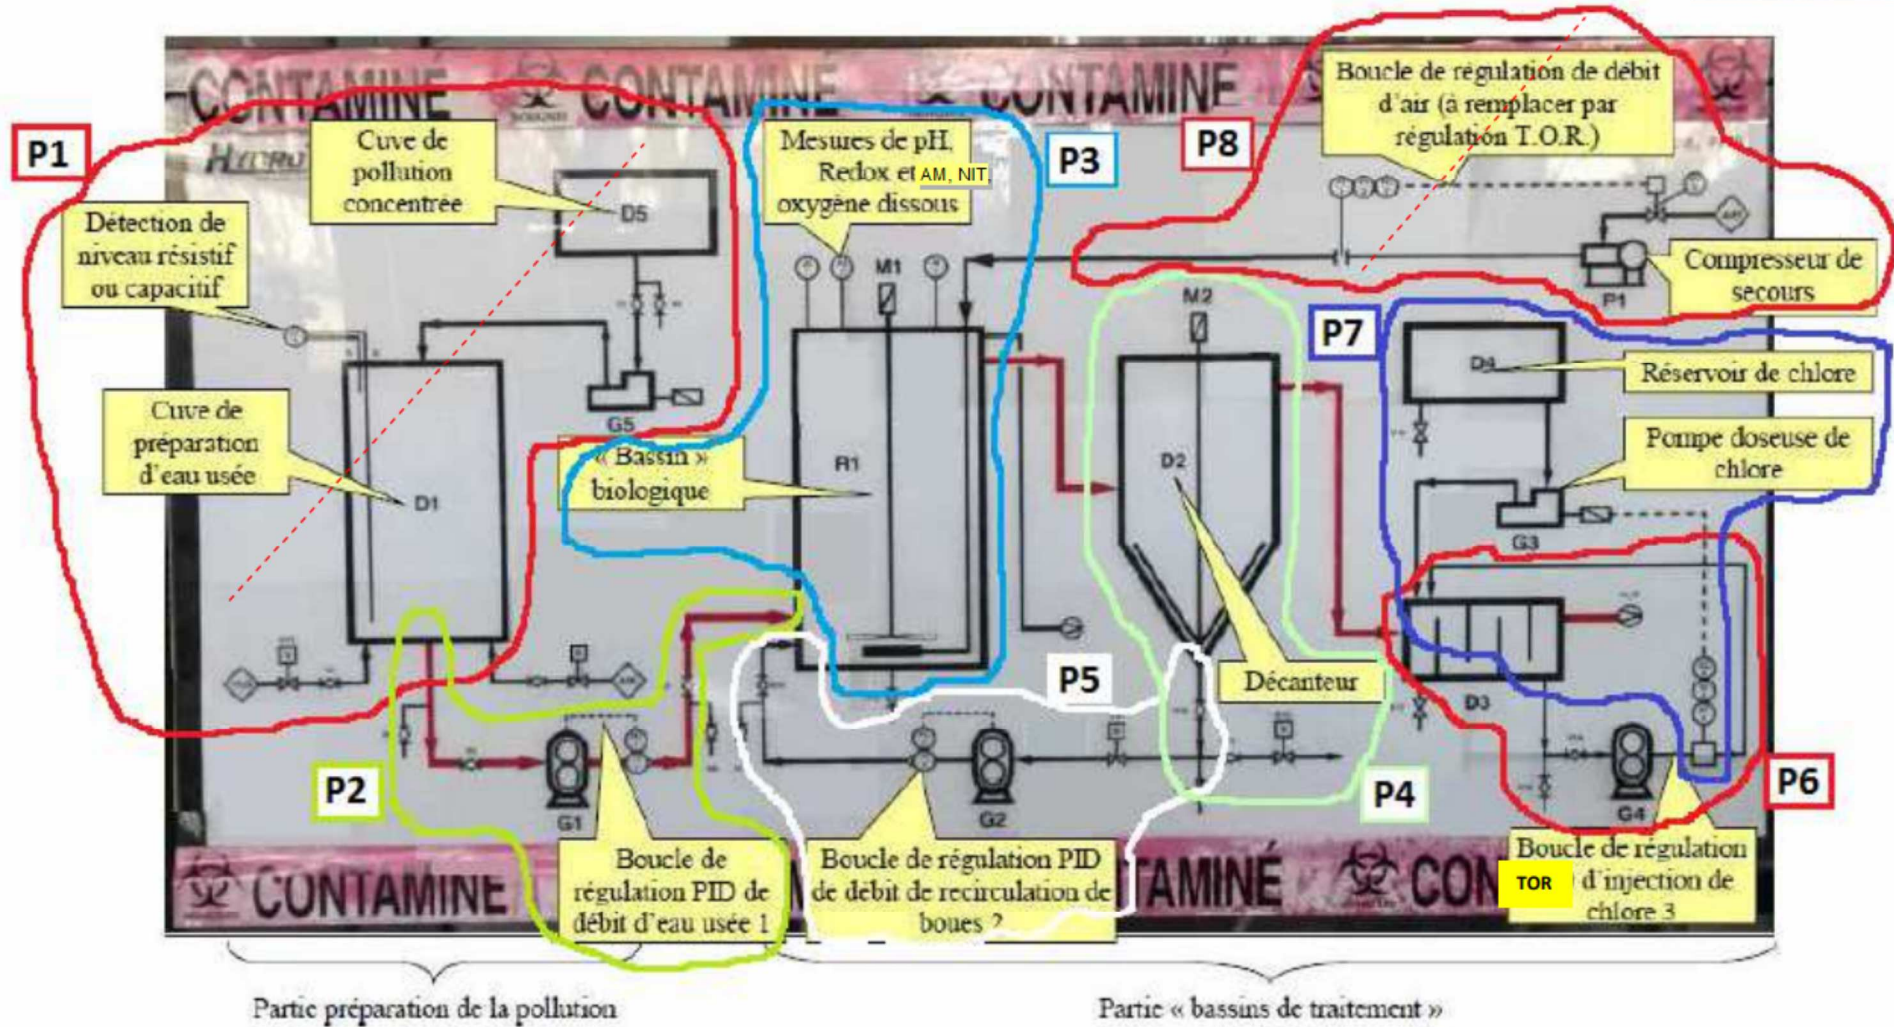 CONTAMINÉ
CONTAMINÉ
CONTAMINÉ
P1
Cuve de
pollution
concentrée
D5
Détection de
niveau résistif
ou capacitif
Cuve de
préparation
d'eau usée
D1
G5
Mesures de pH,
Redox et AM, NIT,
oxygène dissous
P3
M1
« Bassin »
biologique
R1
P8
Boucle de régulation de débit
d'air (à remplacer par
régulation T.O.R.)
Compresseur de
secours
P1
M2
D2
Décanteur
P7
D4
Réservoir de chlore
Pompe doseuse de
chlore
G3
D3
P5
P2
G1
G2
P4
G4
P6
Boucle de
régulation PID de
débit d'eau usée 1
Boucle de régulation PID
de débit de recirculation de
boues 2
Boucle de régulation
TOR d'injection de
chlore 3
CONTAMINÉ
TAMINÉ
CON
Partie préparation de la pollution
Partie « bassins de traitement »